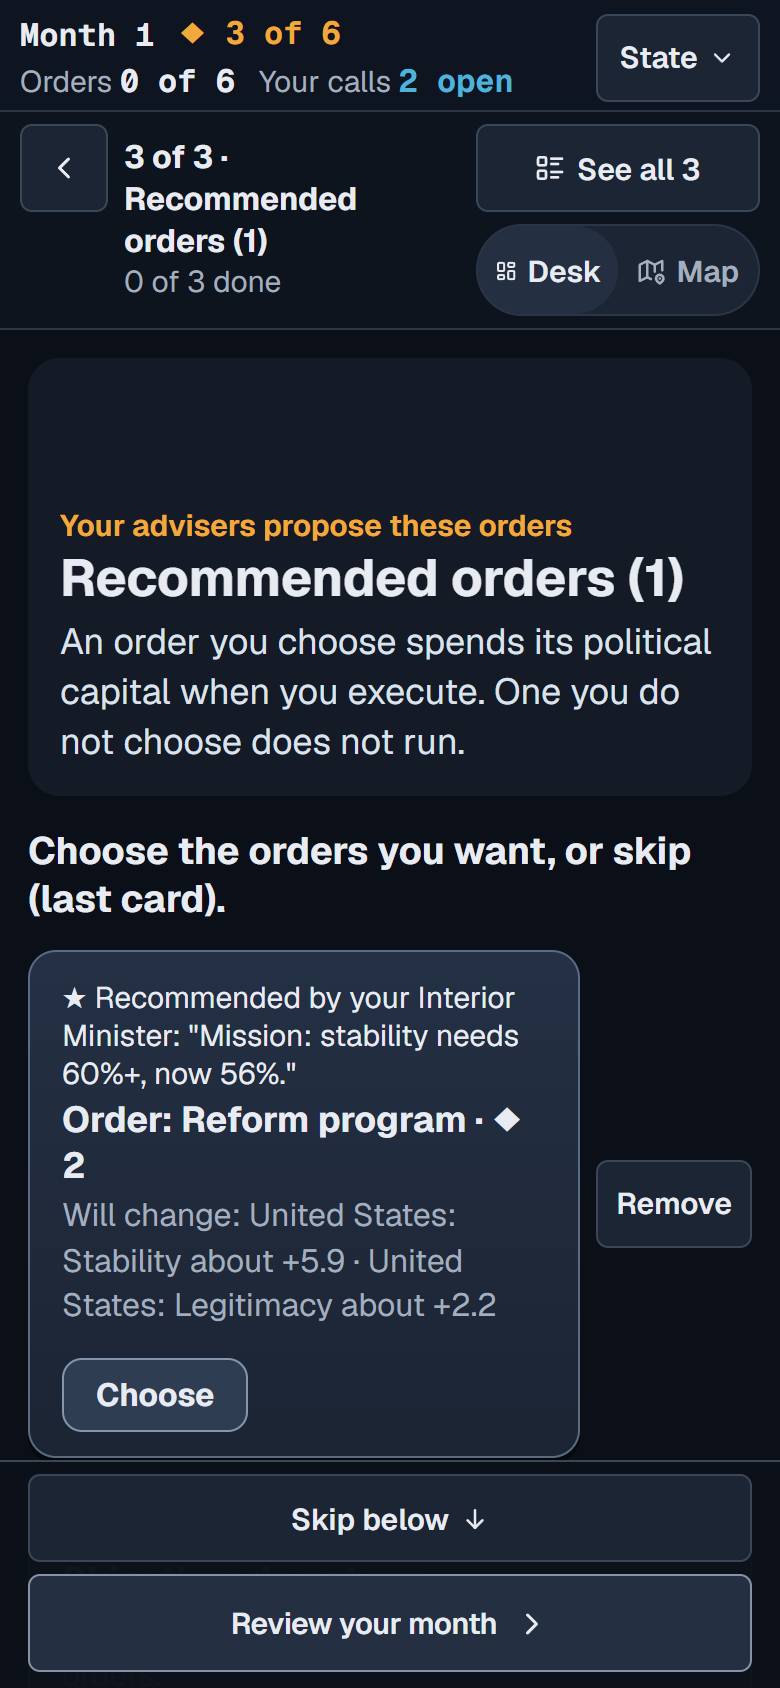 Month 1 ◆ 3 of 6
Orders 0 of 6 Your calls 2 open
State
3 of 3 ·
Recommended
orders (1)
0 of 3 done
See all 3
Desk
Map
Your advisers propose these orders
Recommended orders (1)
An order you choose spends its political
capital when you execute. One you do
not choose does not run.
Choose the orders you want, or skip
(last card).
★ Recommended by your Interior
Minister: "Mission: stability needs
60%+, now 56%."
Order: Reform program · ◆
2
Will change: United States:
Stability about +5.9 · United
States: Legitimacy about +2.2
Choose
Remove
Skip below ↓
Review your month